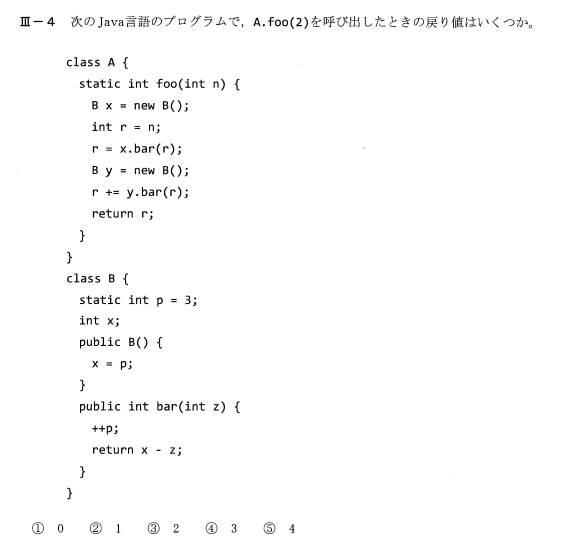 Ⅲ－4 次のJava言語のプログラムで，A.foo(2)を呼び出したときの戻り値はいくつか。
class A {
  static int foo(int n) {
    B x = new B();
    int r = n;
    r = x.bar(r);
    B y = new B();
    r += y.bar(r);
    return r;
  }
}
class B {
  static int p = 3;
  int x;
  public B() {
    x = p;
  }
  public int bar(int z) {
    ++p;
    return x - z;
  }
}
① 0 ② 1 ③ 2 ④ 3 ⑤ 4